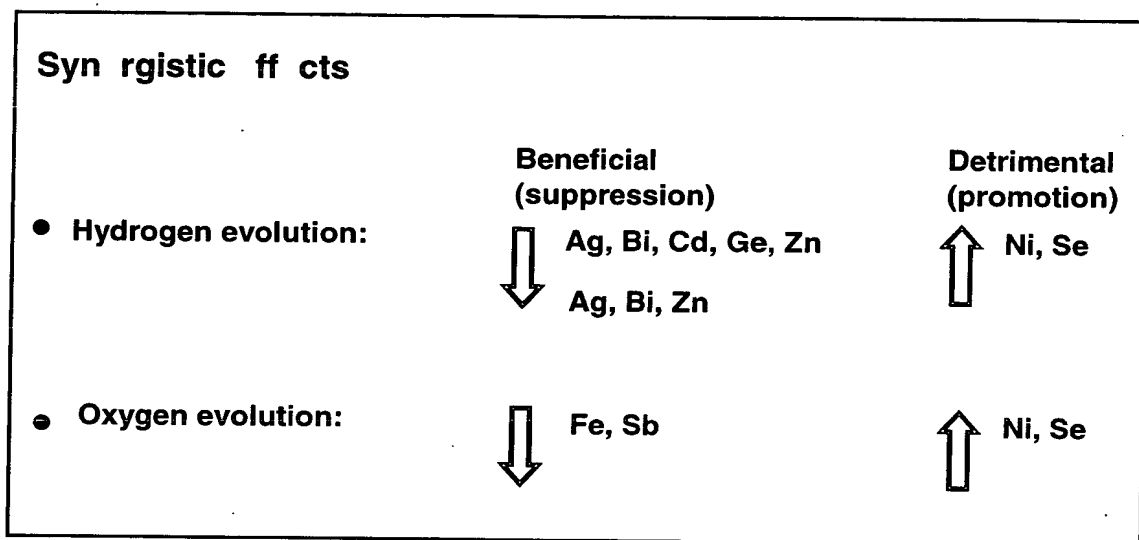 Syn rgistic ff cts
Beneficial Detrimental
(suppression) (promotion)
• Hydrogen evolution: Ag, Bi, Cd, Ge, Zn Ni, Se
Ag, Bi, Zn
• Oxygen evolution: Fe, Sb Ni, Se